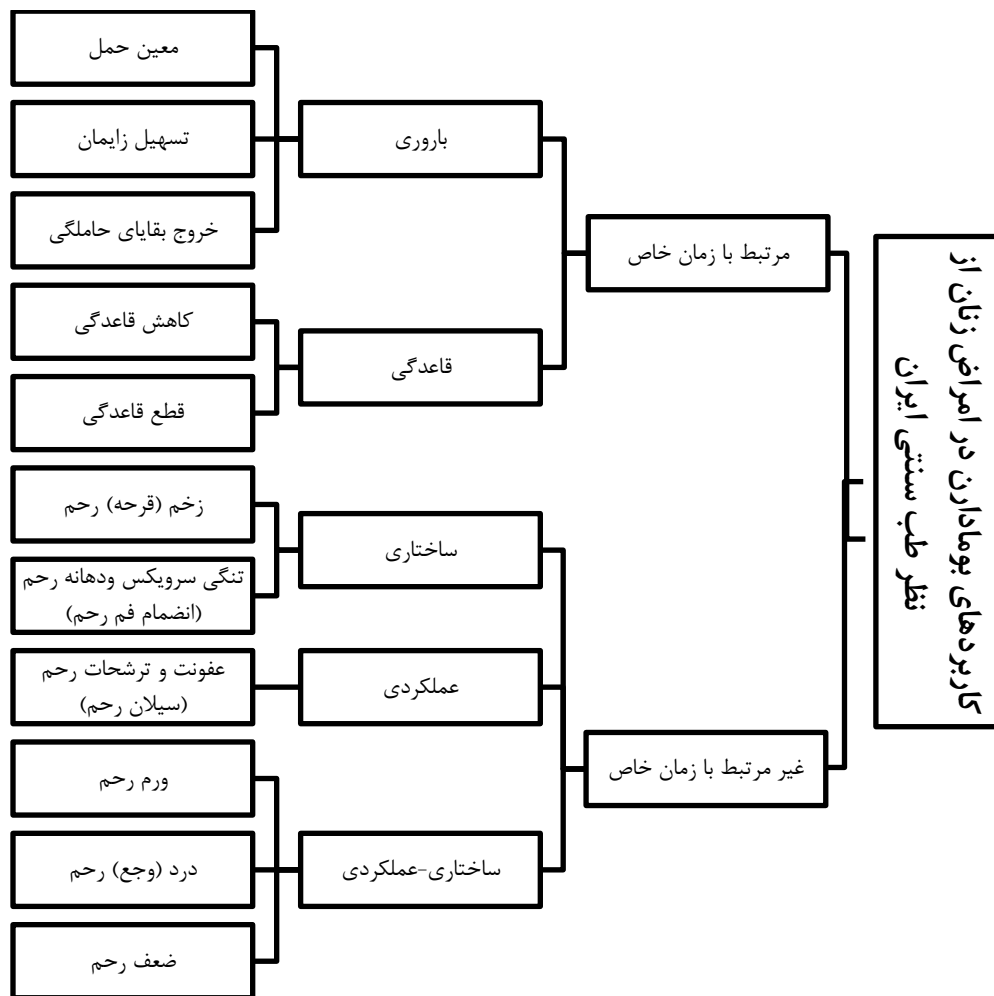 کاربردهای بومادارن در امراض زنان از
نظر طب سنتی ایران
مرتبط با زمان خاص
باروری
معین حمل
تسهیل زایمان
خروج بقایای حاملگی
قاعدگی
کاهش قاعدگی
قطع قاعدگی
غیر مرتبط با زمان خاص
ساختاری
زخم (قرحه) رحم
تنگی سرویکس ودهانه رحم
(انضمام فم رحم)
عملکردی
عفونت و ترشحات رحم
(سیلان رحم)
ساختاری-عملکردی
ورم رحم
درد (وجع) رحم
ضعف رحم